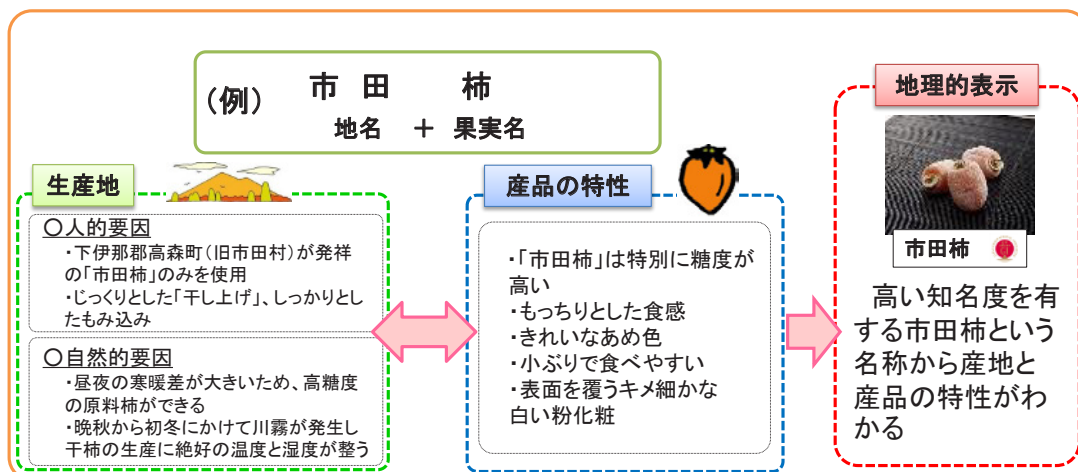 (例) 市田 柿
地名 + 果実名
生産地
〇人的要因
・下伊那郡高森町(旧市田村)が発祥
の「市田柿」のみを使用
・じっくりとした「干し上げ」、しっかりとし
たもみ込み
〇自然的要因
・昼夜の寒暖差が大きいため、高糖度
の原料柿ができる
・晩秋から初冬にかけて川霧が発生し
干柿の生産に絶好の温度と湿度が整う
産品の特性
・「市田柿」は特別に糖度が
高い
・もっちりとした食感
・きれいなあめ色
・小ぶりで食べやすい
・表面を覆うキメ細かな
白い粉化粧
地理的表示
市田柿
高い知名度を有
する市田柿という
名称から産地と
産品の特性がわ
かる